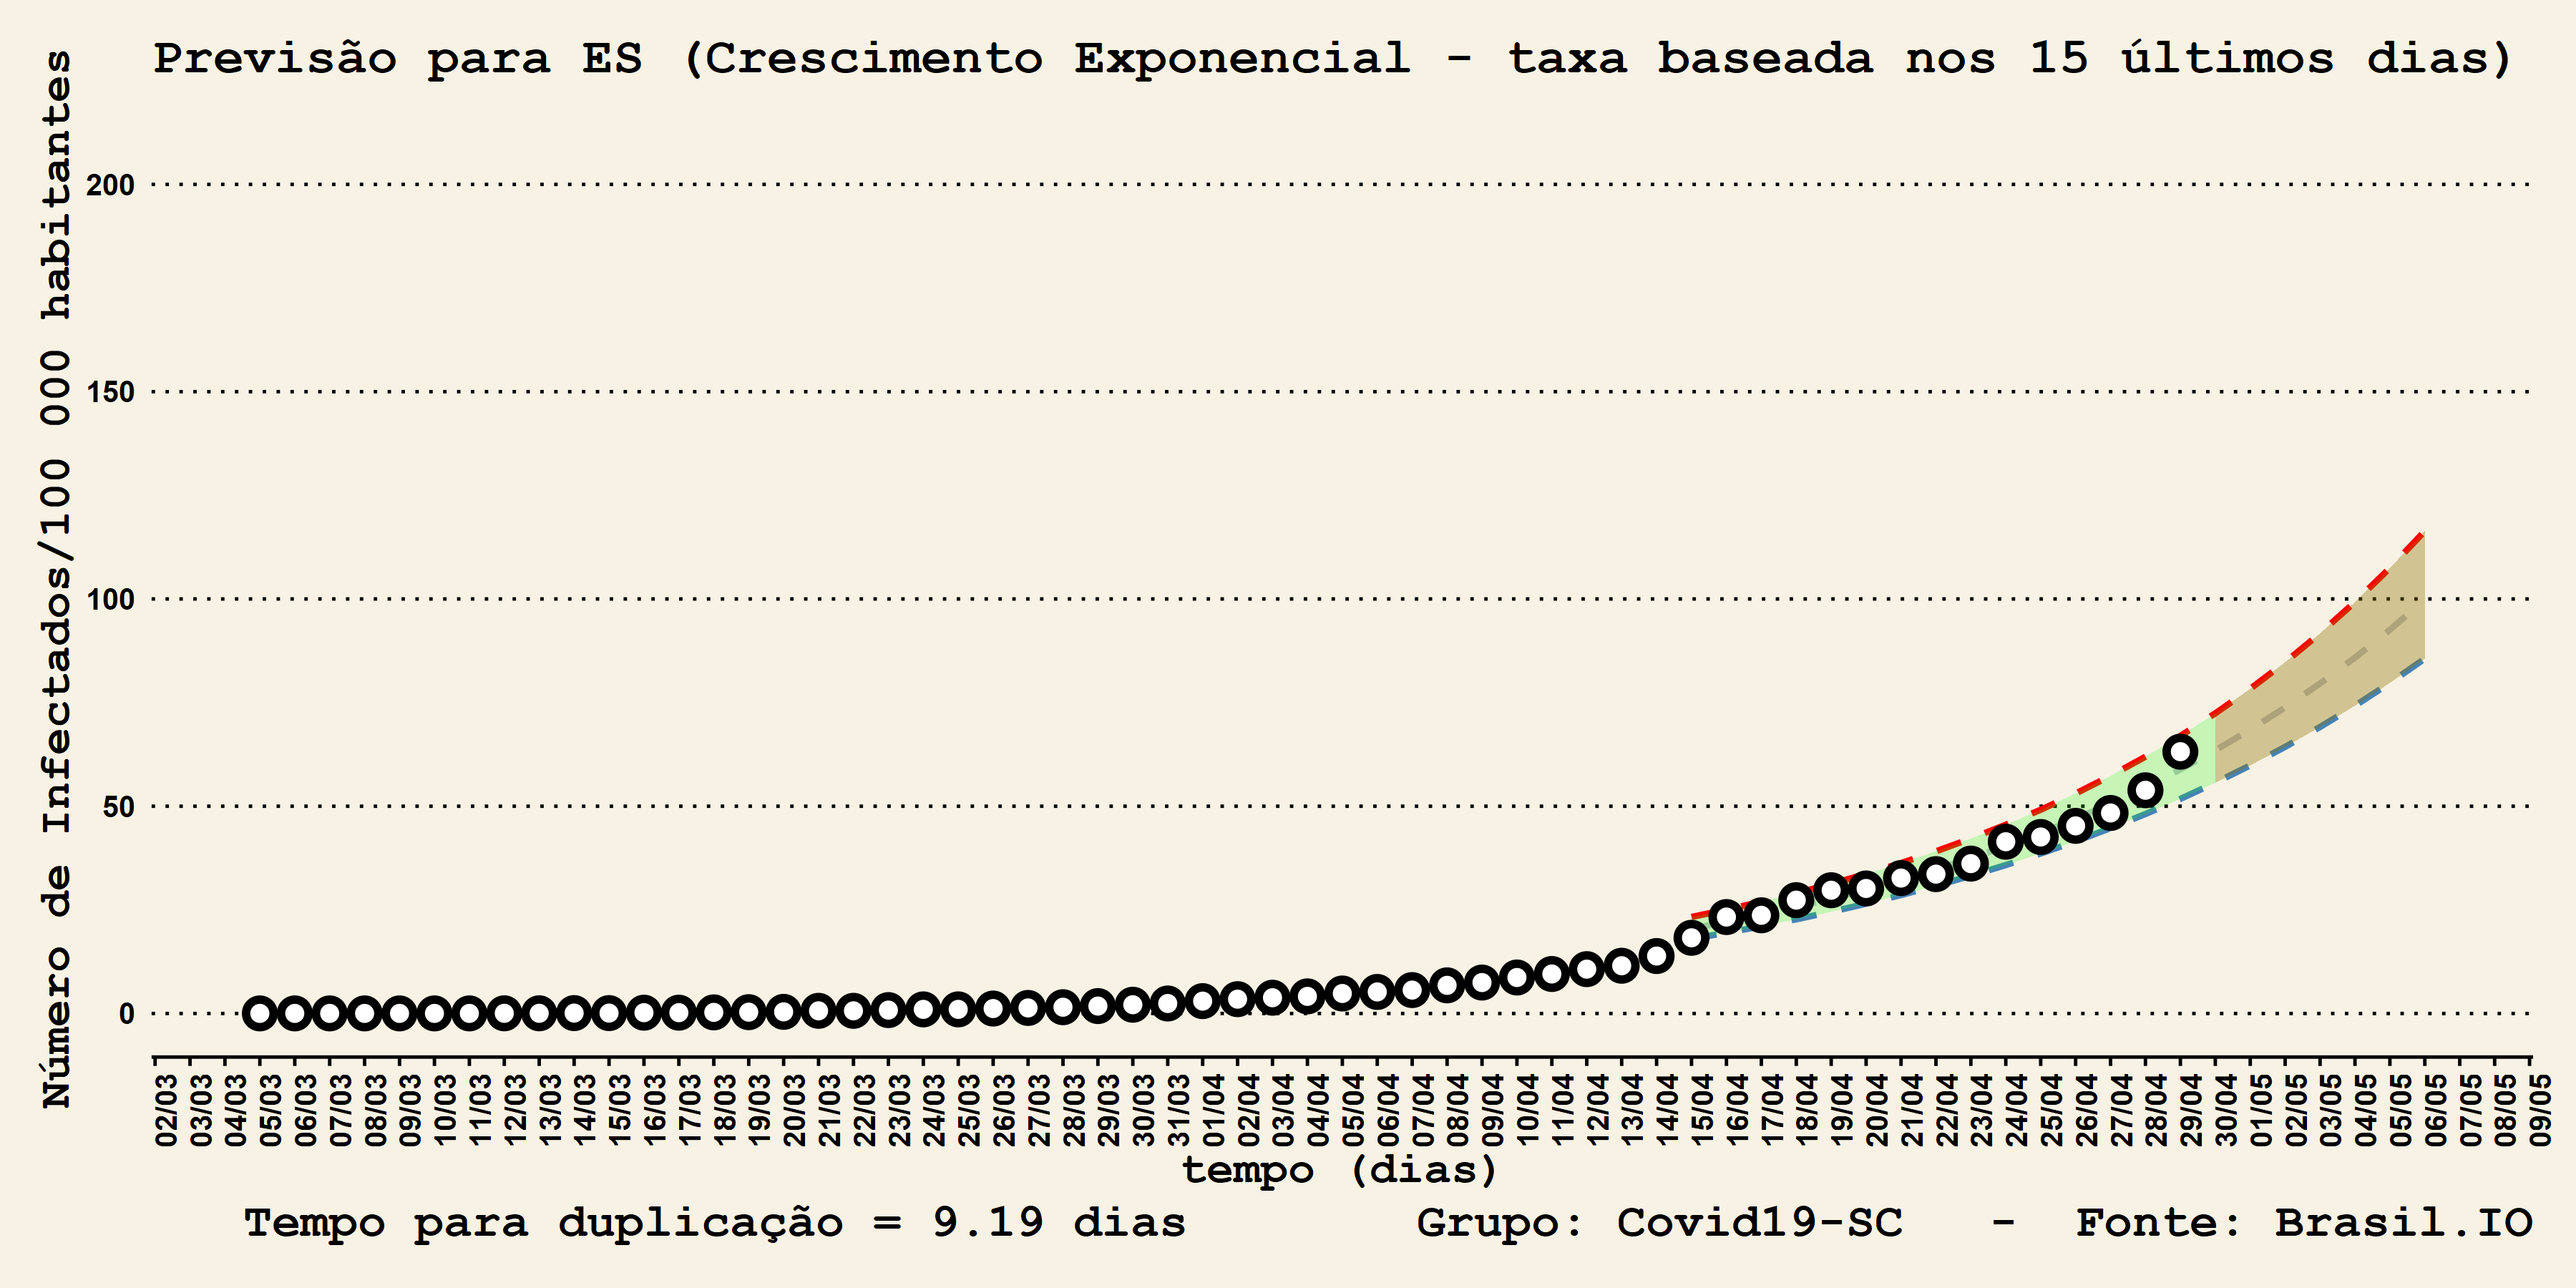 Previsão para ES (Crescimento Exponencial - taxa baseada nos 15 últimos dias)
Número de Infectados/100 000 habitantes
200
150
100
50
0
02/03 03/03 04/03 05/03 06/03 07/03 08/03 09/03 10/03 11/03 12/03 13/03 14/03 15/03 16/03 17/03 18/03 19/03 20/03 21/03 22/03 23/03 24/03 25/03 26/03 27/03 28/03 29/03 30/03 31/03 01/04 02/04 03/04 04/04 05/04 06/04 07/04 08/04 09/04 10/04 11/04 12/04 13/04 14/04 15/04 16/04 17/04 18/04 19/04 20/04 21/04 22/04 23/04 24/04 25/04 26/04 27/04 28/04 29/04 30/04 01/05 02/05 03/05 04/05 05/05 06/05 07/05 08/05 09/05
tempo (dias)
Tempo para duplicação = 9.19 dias Grupo: Covid19-SC - Fonte: Brasil.IO